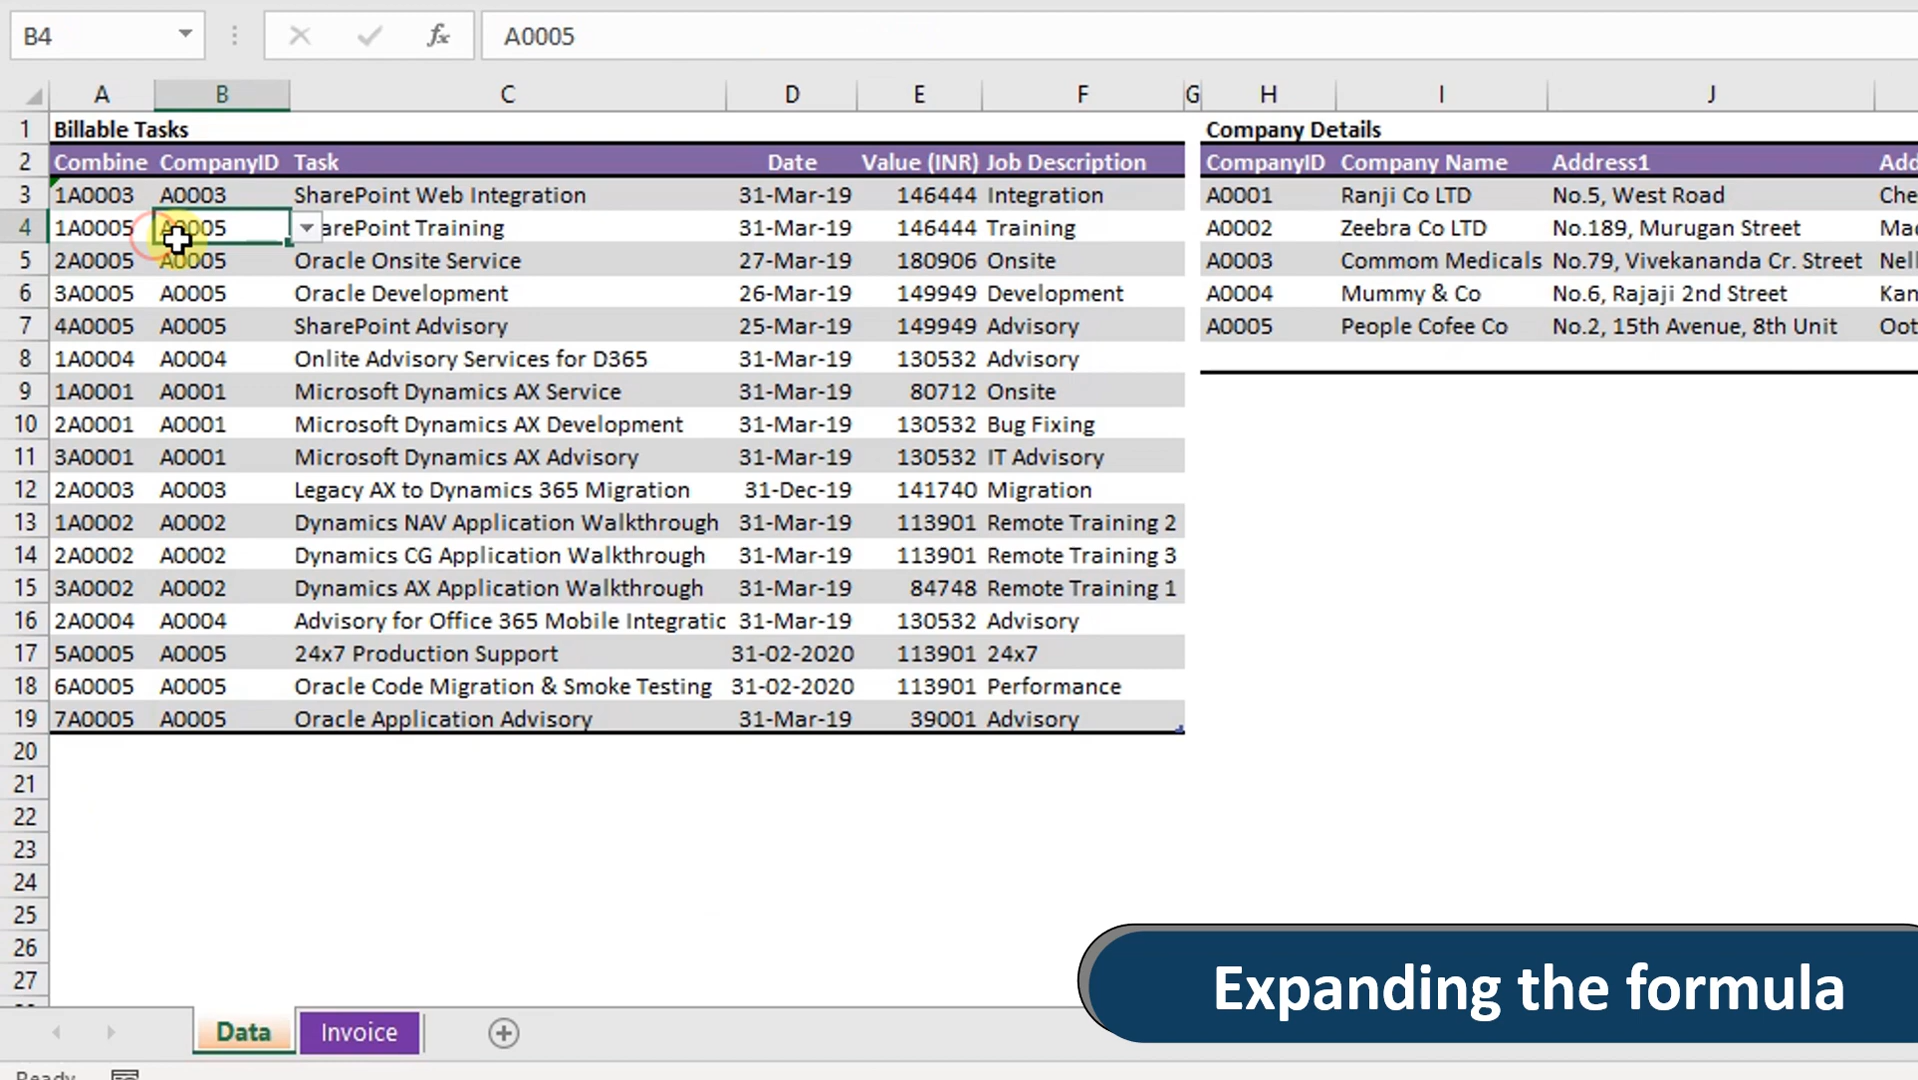 B4 A0005
A B C D E F G H I J
1 Billable Tasks Company Details
2 Combine CompanyID Task Date Value (INR) Job Description CompanyID Company Name Address1 Add
3 1A0003 A0003 SharePoint Web Integration 31-Mar-19 146444 Integration A0001 Ranji Co LTD No.5, West Road Che
4 1A0005 A0005 arePoint Training 31-Mar-19 146444 Training A0002 Zeebra Co LTD No.189, Murugan Street Mad
5 2A0005 A0005 Oracle Onsite Service 27-Mar-19 180906 Onsite A0003 Commom Medicals No.79, Vivekananda Cr. Street Nell
6 3A0005 A0005 Oracle Development 26-Mar-19 149949 Development A0004 Mummy & Co No.6, Rajaji 2nd Street Kan
7 4A0005 A0005 SharePoint Advisory 25-Mar-19 149949 Advisory A0005 People Cofee Co No.2, 15th Avenue, 8th Unit Oot
8 1A0004 A0004 Onlite Advisory Services for D365 31-Mar-19 130532 Advisory
9 1A0001 A0001 Microsoft Dynamics AX Service 31-Mar-19 80712 Onsite
10 2A0001 A0001 Microsoft Dynamics AX Development 31-Mar-19 130532 Bug Fixing
11 3A0001 A0001 Microsoft Dynamics AX Advisory 31-Mar-19 130532 IT Advisory
12 2A0003 A0003 Legacy AX to Dynamics 365 Migration 31-Dec-19 141740 Migration
13 1A0002 A0002 Dynamics NAV Application Walkthrough 31-Mar-19 113901 Remote Training 2
14 2A0002 A0002 Dynamics CG Application Walkthrough 31-Mar-19 113901 Remote Training 3
15 3A0002 A0002 Dynamics AX Application Walkthrough 31-Mar-19 84748 Remote Training 1
16 2A0004 A0004 Advisory for Office 365 Mobile Integratic 31-Mar-19 130532 Advisory
17 5A0005 A0005 24x7 Production Support 31-02-2020 113901 24x7
18 6A0005 A0005 Oracle Code Migration & Smoke Testing 31-02-2020 113901 Performance
19 7A0005 A0005 Oracle Application Advisory 31-Mar-19 39001 Advisory
20
21
22
23
24
25
26
27
Expanding the formula
Data Invoice
Ready